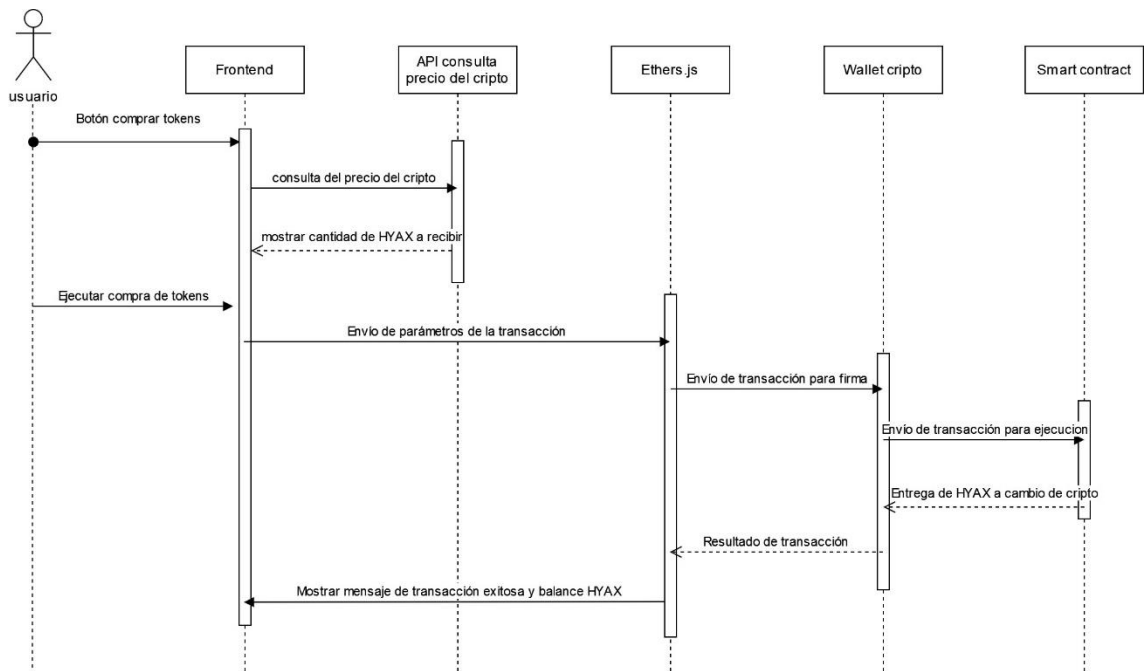 usuario
Frontend
API consulta
precio del cripto
Ethers.js
Wallet cripto
Smart contract
Botón comprar tokens
consulta del precio del cripto
mostrar cantidad de HYAX a recibir
Ejecutar compra de tokens
Envío de parámetros de la transacción
Envío de transacción para firma
Envío de transacción para ejecucion
Entrega de HYAX a cambio de cripto
Resultado de transacción
Mostrar mensaje de transacción exitosa y balance HYAX